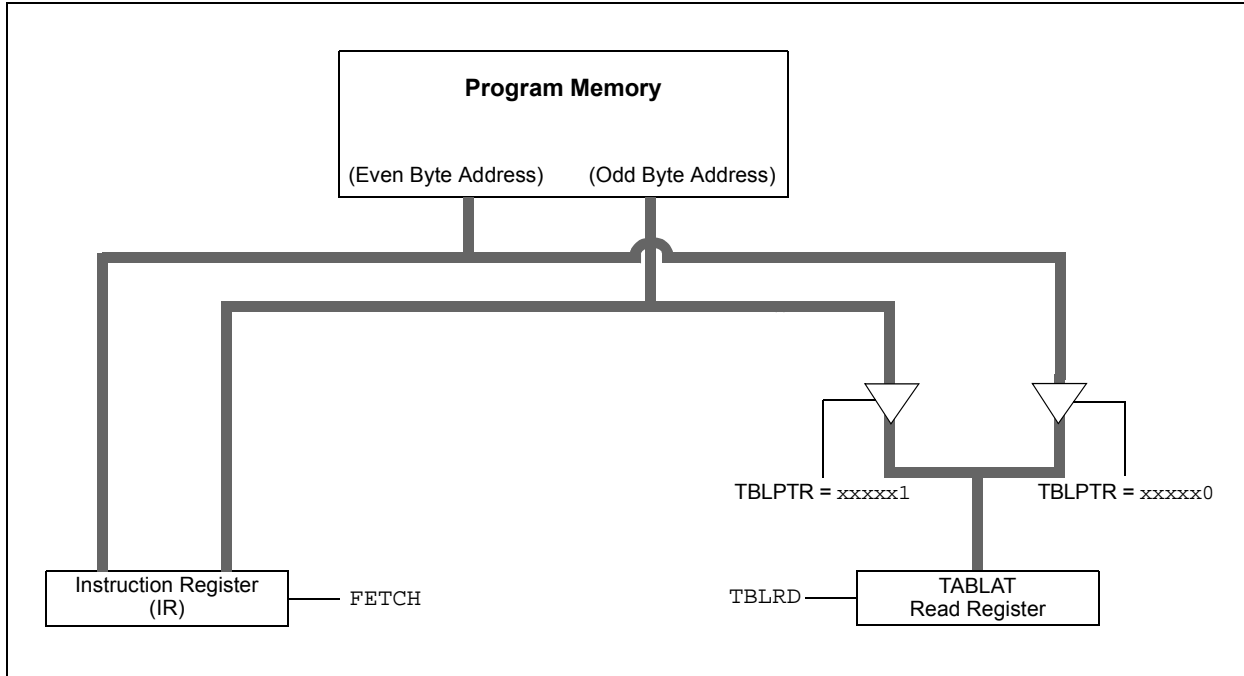 Program Memory
(Even Byte Address) (Odd Byte Address)
TBLPTR = xxxxx1 TBLPTR = xxxxx0
Instruction Register
(IR)
FETCH
TBLRD
TABLAT
Read Register